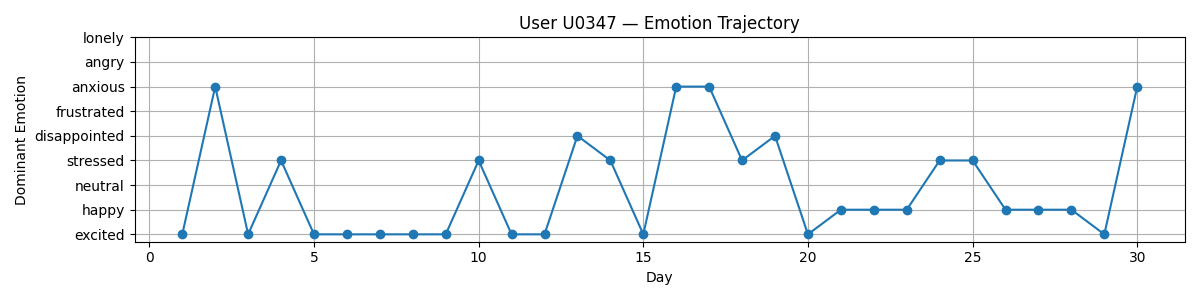 User U0347 — Emotion Trajectory
lonely
angry
anxious
frustrated
disappointed
stressed
neutral
happy
excited
Dominant Emotion
0 5 10 15 20 25 30
Day